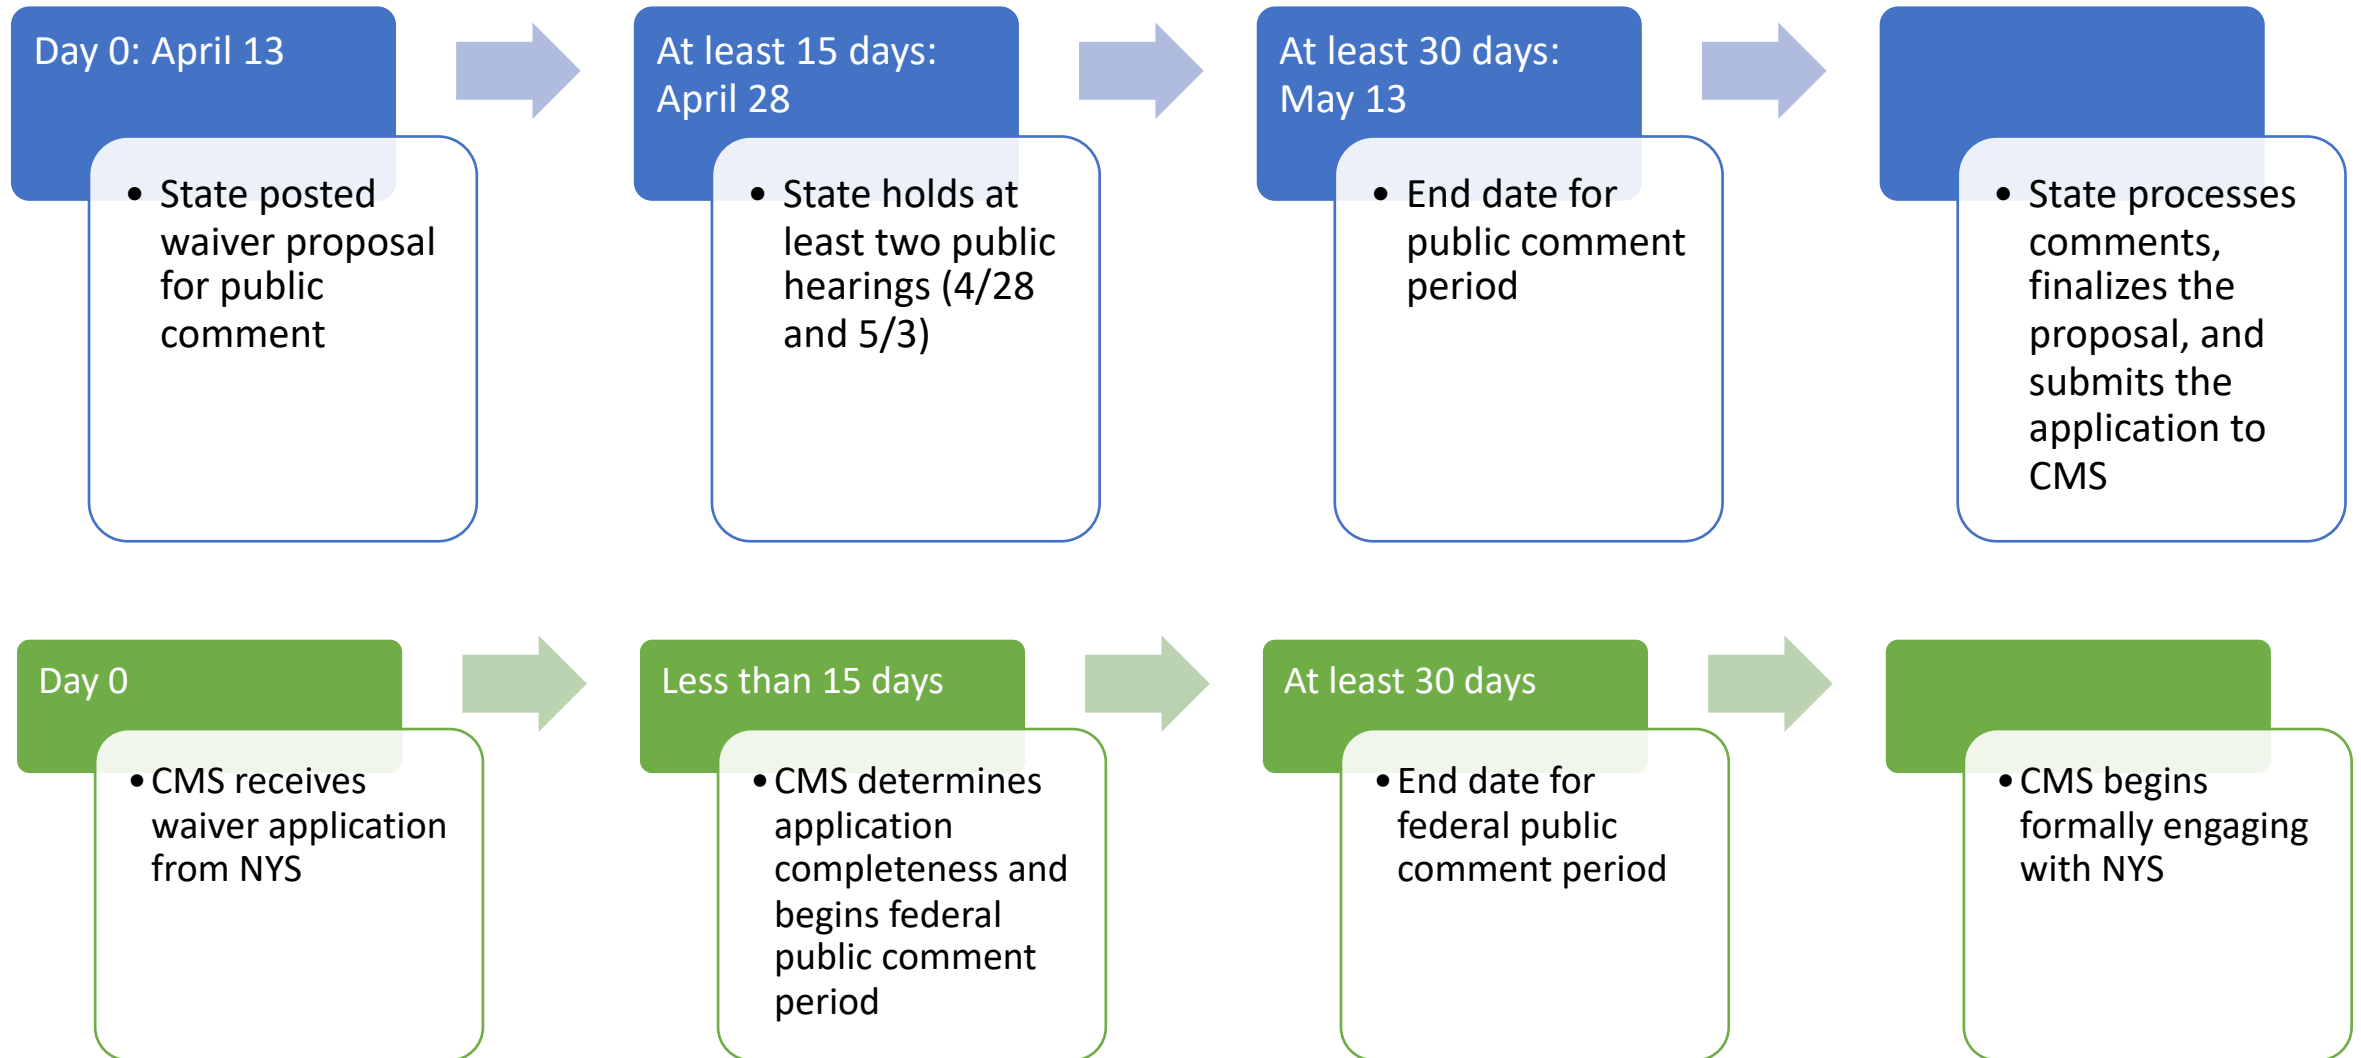 Day 0: April 13
• State posted
waiver proposal
for public
comment
At least 15 days:
April 28
• State holds at
least two public
hearings (4/28
and 5/3)
At least 30 days:
May 13
• End date for
public comment
period
• State processes
comments,
finalizes the
proposal, and
submits the
application to
CMS
Day 0
• CMS receives
waiver application
from NYS
Less than 15 days
• CMS determines
application
completeness and
begins federal
public comment
period
At least 30 days
• End date for
federal public
comment period
• CMS begins
formally engaging
with NYS